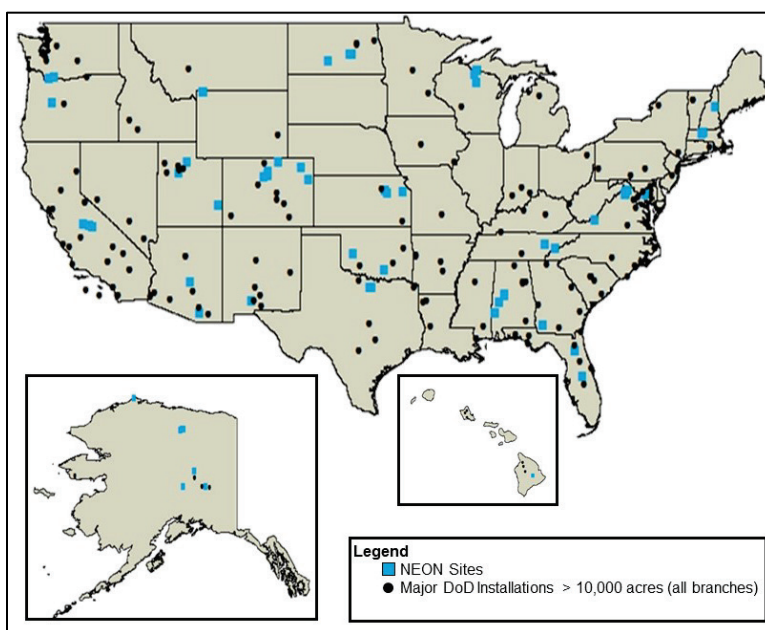 Legend
NEON Sites
Major DoD Installations > 10,000 acres (all branches)